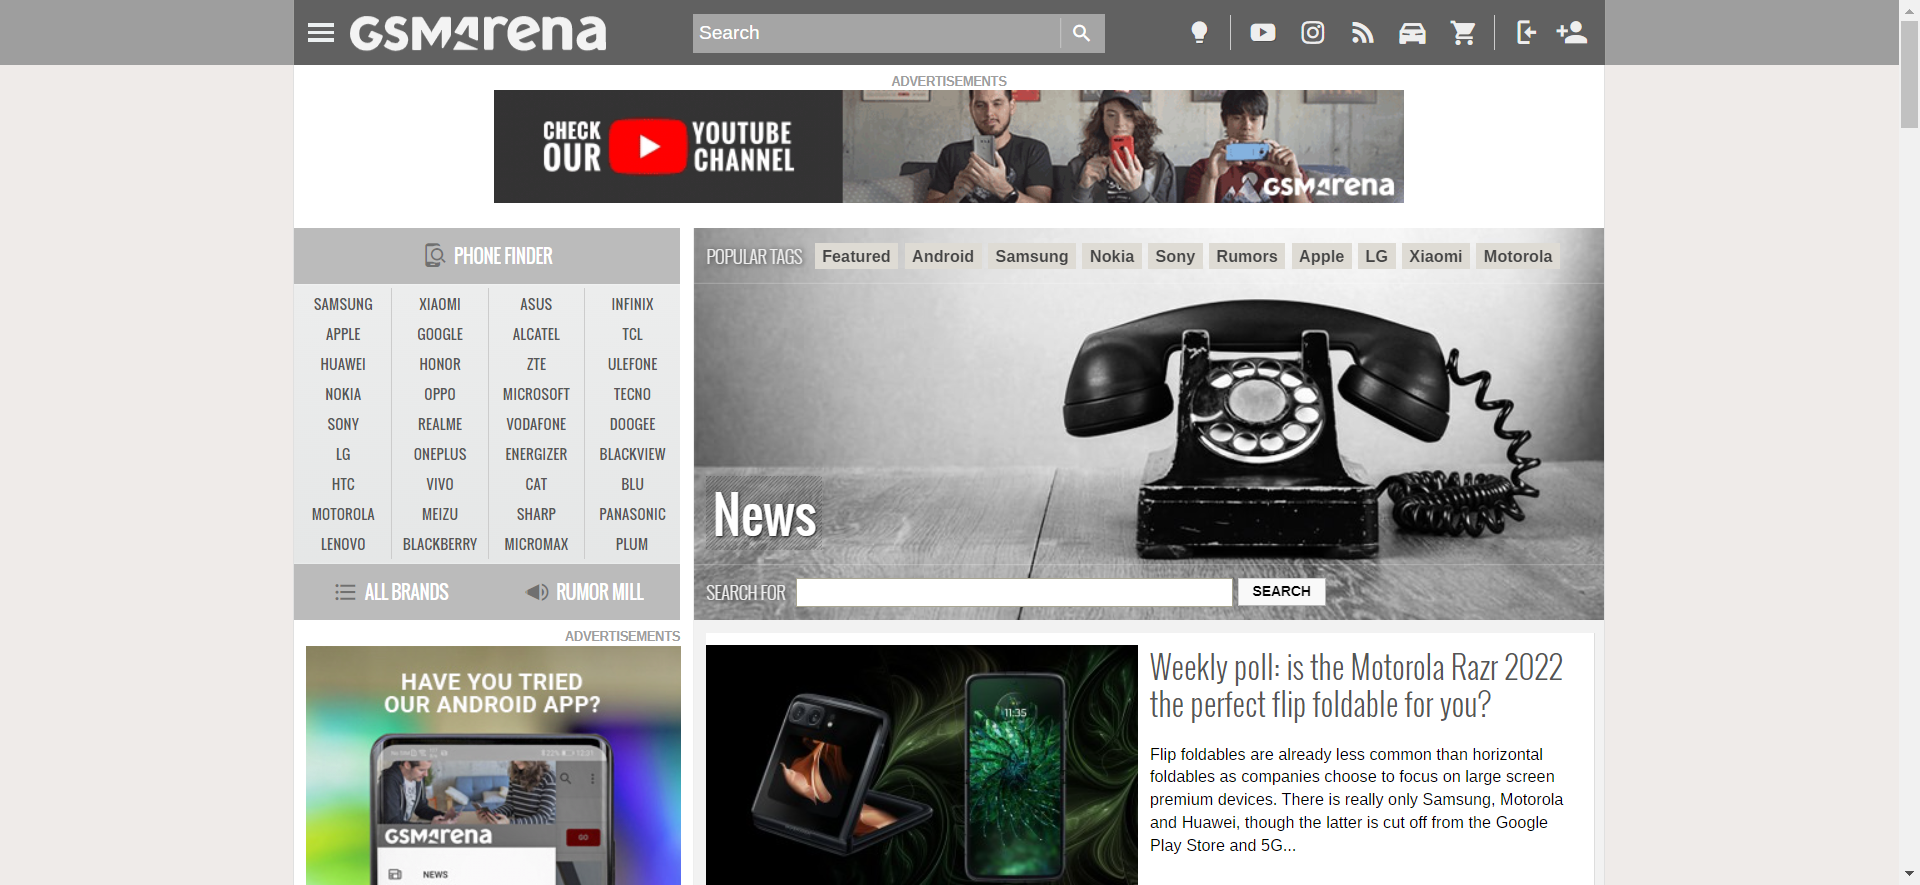 GSMArena
Search
ADVERTISEMENTS
CHECK OUR YOUTUBE CHANNEL
GSMArena
PHONE FINDER
SAMSUNG XIAOMI ASUS INFINIX
APPLE GOOGLE ALCATEL TCL
HUAWEI HONOR ZTE ULEFONE
NOKIA OPPO MICROSOFT TECNO
SONY REALME VODAFONE DOOGEE
LG ONEPLUS ENERGIZER BLACKVIEW
HTC VIVO CAT BLU
MOTOROLA MEIZU SHARP PANASONIC
LENOVO BLACKBERRY MICROMAX PLUM
ALL BRANDS RUMOR MILL
POPULAR TAGS Featured Android Samsung Nokia Sony Rumors Apple LG Xiaomi Motorola
News
SEARCH FOR SEARCH
ADVERTISEMENTS
HAVE YOU TRIED
OUR ANDROID APP?
22% 12:21
GSMArena
GO
NEWS
11:35
Weekly poll: is the Motorola Razr 2022
the perfect flip foldable for you?
Flip foldables are already less common than horizontal
foldables as companies choose to focus on large screen
premium devices. There is really only Samsung, Motorola
and Huawei, though the latter is cut off from the Google
Play Store and 5G...